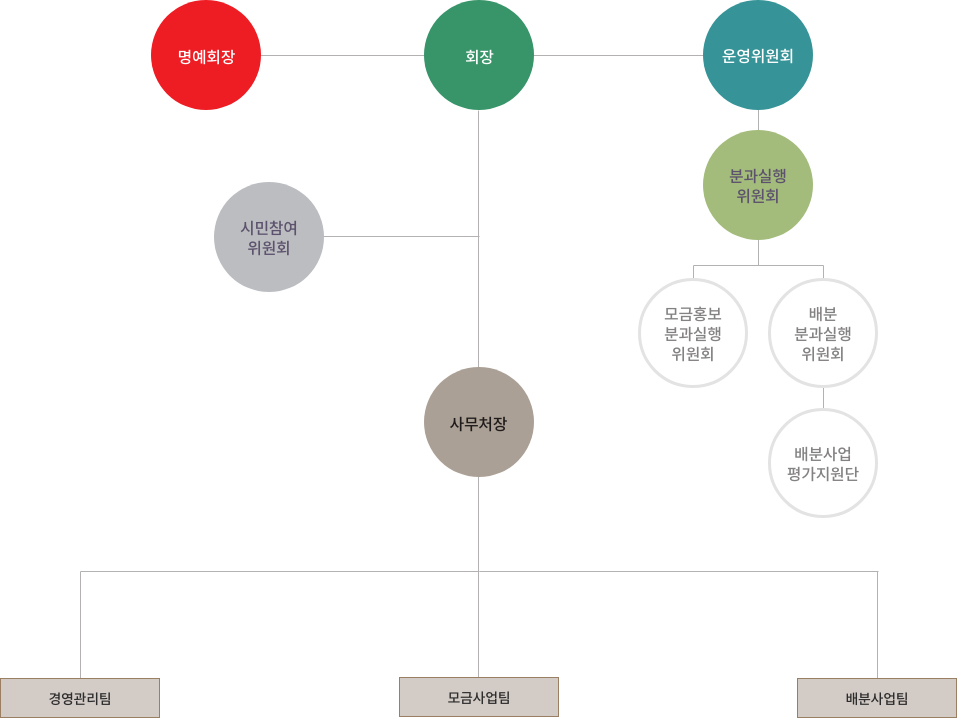 명예회장
회장
운영위원회
분과실행
위원회
시민참여
위원회
모금홍보
분과실행
위원회
배분
분과실행
위원회
사무처장
배분사업
평가지원단
경영관리팀
모금사업팀
배분사업팀